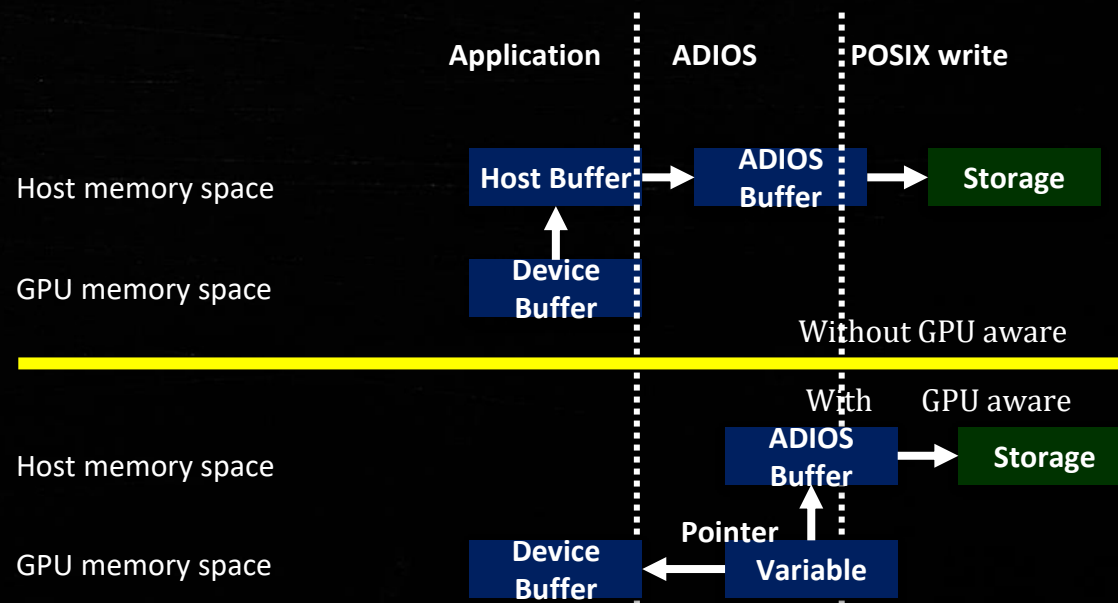 Application ADIOS POSIX write
Host memory space
Host Buffer
ADIOS
Buffer
Storage
GPU memory space
Device
Buffer
Without GPU aware
With GPU aware
Host memory space
ADIOS
Buffer
Storage
Pointer
GPU memory space
Device
Buffer
Variable